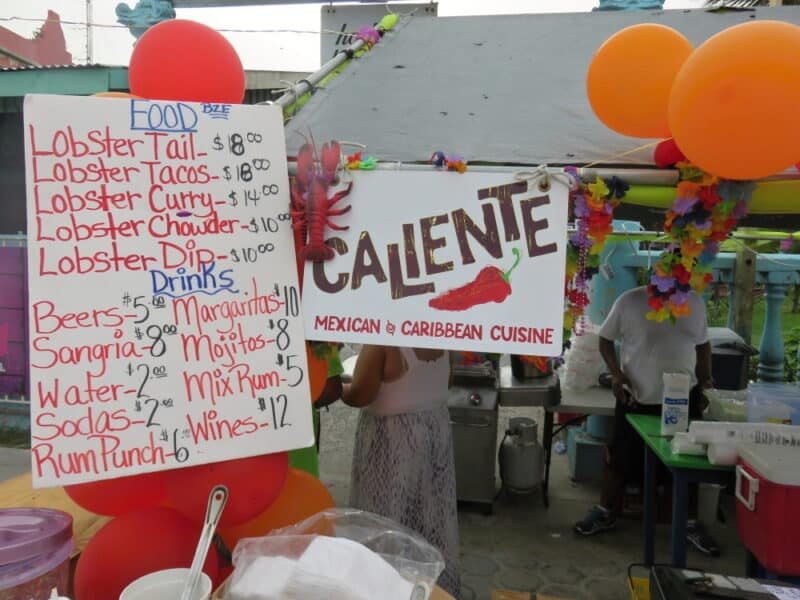 FOOD BZE
Lobster Tail- $18.00
Lobster Tacos- $18.00
Lobster Curry- $14.00
Lobster Chowder- $10.00
Lobster Dip- $10.00
Drinks
Beers- $5.00 Margaritas- $10
Sangria- $8.00 Mojitos- $8
Water- $2.00 Mix Rum- $5
Sodas- $2.00 Wines- $12
Rum Punch- $6
CALIENTE
MEXICAN & CARIBBEAN CUISINE